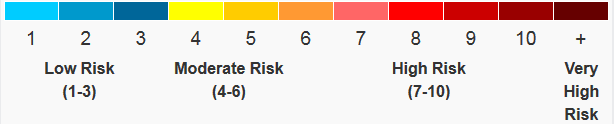 1 2 3 4 5 6 7 8 9 10 +
Low Risk Moderate Risk High Risk Very
(1-3) (4-6) (7-10) High
Risk